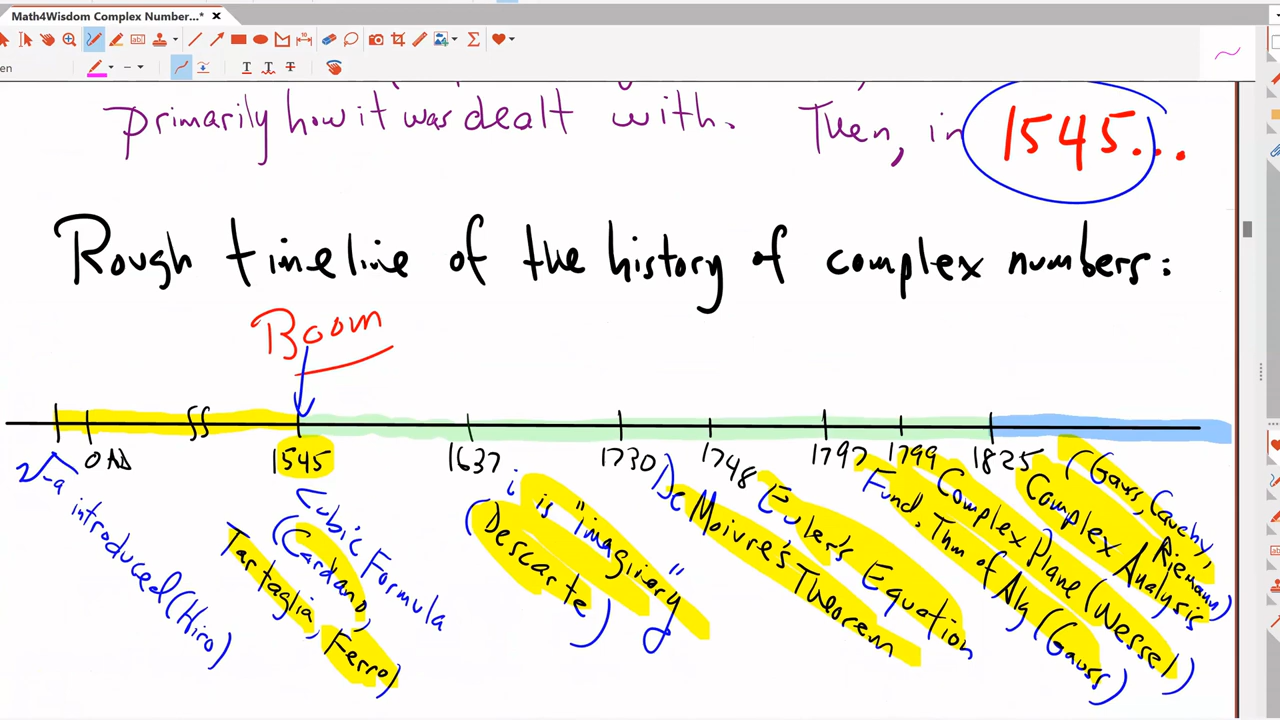 Math4Wisdom Complex Number...*
en
primarily how it was dealt with. Then, in 1545...
Rough timeline of the history of complex numbers:
Boom
0 AD 1545 1637 1730 1748 1797 1799 1825
√-a introduced (Hiro)
Cubic Formula
(Cardano,
Tartaglia, Ferro)
i is "imaginary"
(Descarte)
De Moivre's Theorem
Euler's Equation
Fund. Thm of Alg (Gauss)
Complex Plane (Wessel)
Complex Analysis
(Gauss, Cauchy,
Riemann)